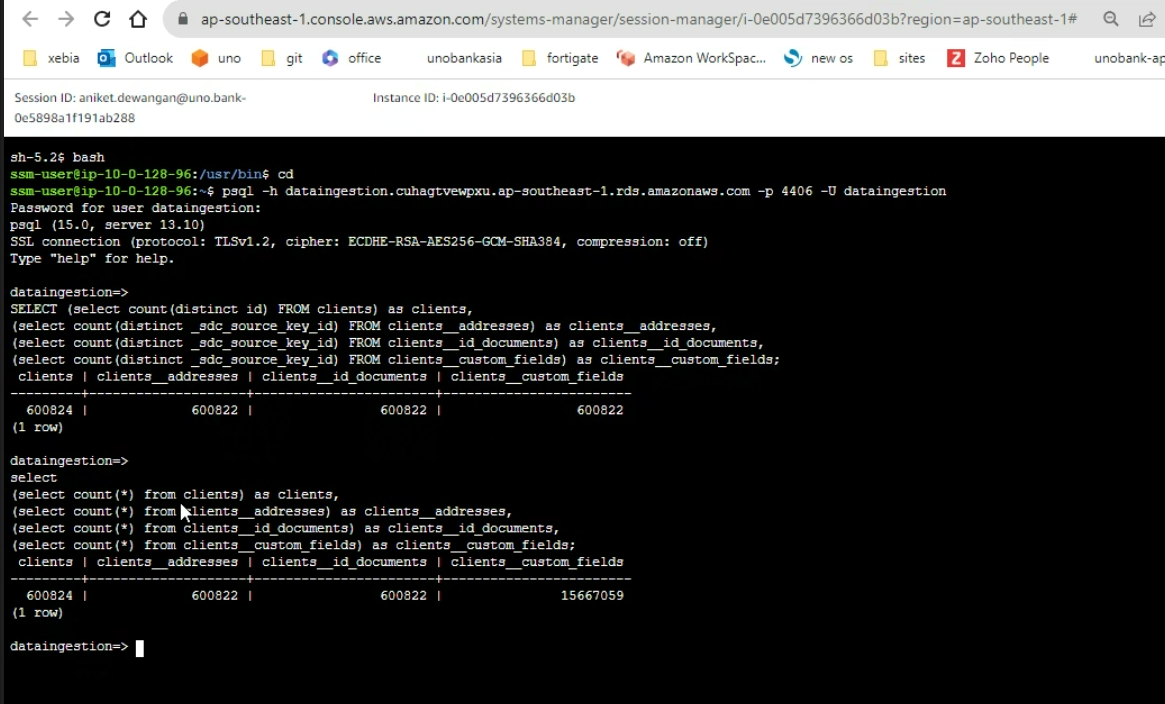 ap-southeast-1.console.aws.amazon.com/systems-manager/session-manager/i-0e005d7396366d03b?region=ap-southeast-1#
xebia Outlook uno git office unobankasia fortigate Amazon WorkSpac... new os sites Z Zoho People unobank-ap
Session ID: aniket.dewangan@uno.bank- Instance ID: i-0e005d7396366d03b
0e5898a1f191ab288
sh-5.2$ bash
ssm-user@ip-10-0-128-96:/usr/bin$ cd
ssm-user@ip-10-0-128-96:~$ psql -h dataingestion.cuhagtvewpxu.ap-southeast-1.rds.amazonaws.com -p 4406 -U dataingestion
Password for user dataingestion:
psql (15.0, server 13.10)
SSL connection (protocol: TLSv1.2, cipher: ECDHE-RSA-AES256-GCM-SHA384, compression: off)
Type "help" for help.
dataingestion=>
SELECT (select count(distinct id) FROM clients) as clients,
(select count(distinct _sdc_source_key_id) FROM clients__addresses) as clients__addresses,
(select count(distinct _sdc_source_key_id) FROM clients__id_documents) as clients__id_documents,
(select count(distinct _sdc_source_key_id) FROM clients__custom_fields) as clients__custom_fields;
clients | clients__addresses | clients__id_documents | clients__custom_fields
---------+--------------------+-----------------------+------------------------
600824 | 600822 | 600822 | 600822
(1 row)
dataingestion=>
select
(select count(*) from clients) as clients,
(select count(*) from clients__addresses) as clients__addresses,
(select count(*) from clients__id_documents) as clients__id_documents,
(select count(*) from clients__custom_fields) as clients__custom_fields;
clients | clients__addresses | clients__id_documents | clients__custom_fields
---------+--------------------+-----------------------+------------------------
600824 | 600822 | 600822 | 15667059
(1 row)
dataingestion=>